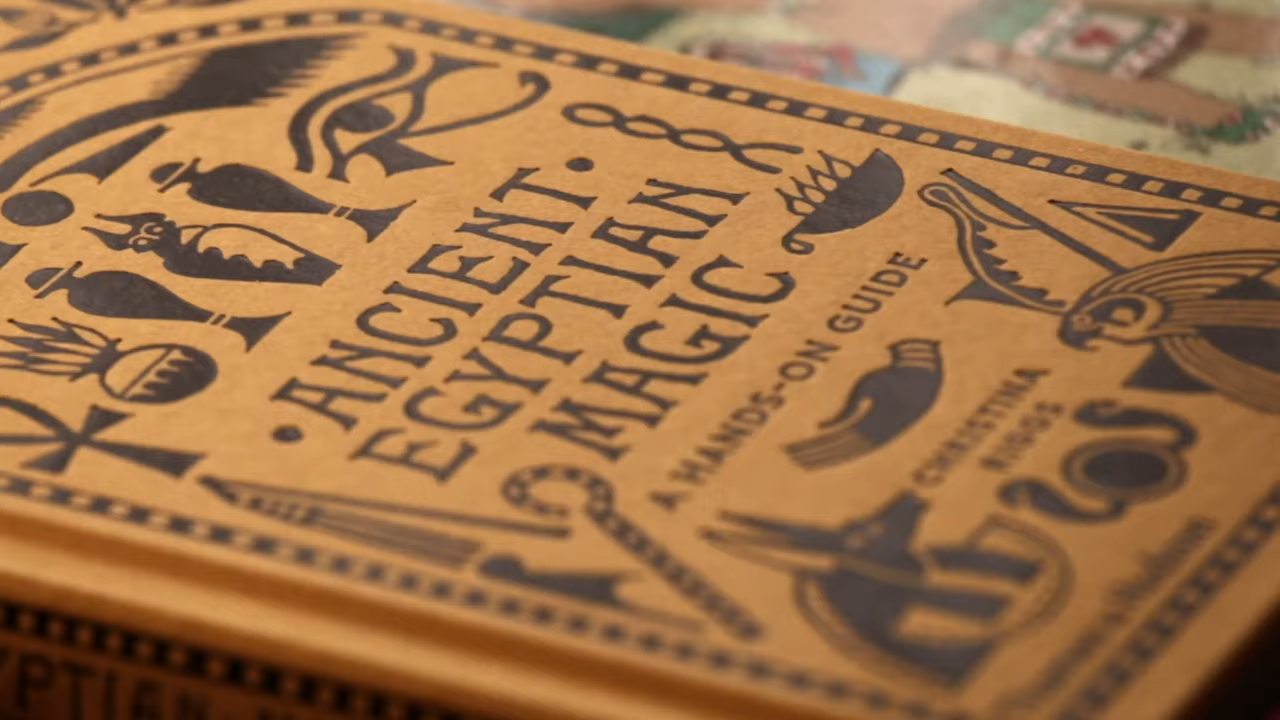 ANCIENT
EGYPTIAN
MAGIC
A HANDS-ON GUIDE
CHRISTINA
RIGGS